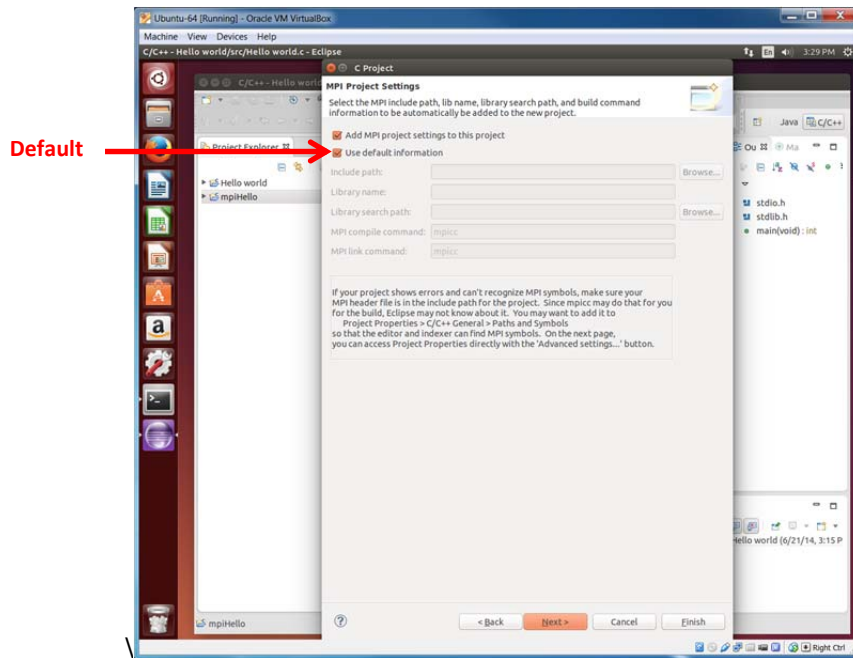 Ubuntu-64 [Running] - Oracle VM VirtualBox
Machine View Devices Help
C/C++ - Hello world/src/Hello world.c - Eclipse
En
3:29 PM
C/C++ - Hello world
C Project
MPI Project Settings
Select the MPI include path, lib name, library search path, and build command
information to be automatically be added to the new project.
Java
C/C++
Default
Add MPI project settings to this project
Use default information
Project Explorer
Ou
Ma
Include path:
Browse...
Library name:
Library search path:
Browse...
MPI compile command:
mpicc
MPI link command:
mpicc
Hello world
mpiHello
stdio.h
stdlib.h
main(void) : int
If your project shows errors and can't recognize MPI symbols, make sure your
MPI header file is in the include path for the project. Since mpicc may do that for you
for the build, Eclipse may not know about it. You may want to add it to
Project Properties > C/C++ General > Paths and Symbols
so that the editor and indexer can find MPI symbols. On the next page,
you can access Project Properties directly with the 'Advanced settings...' button.
a
Hello world (6/21/14, 3:15 P
mpiHello
?
< Back
Next >
Cancel
Finish
Right Ctrl
\